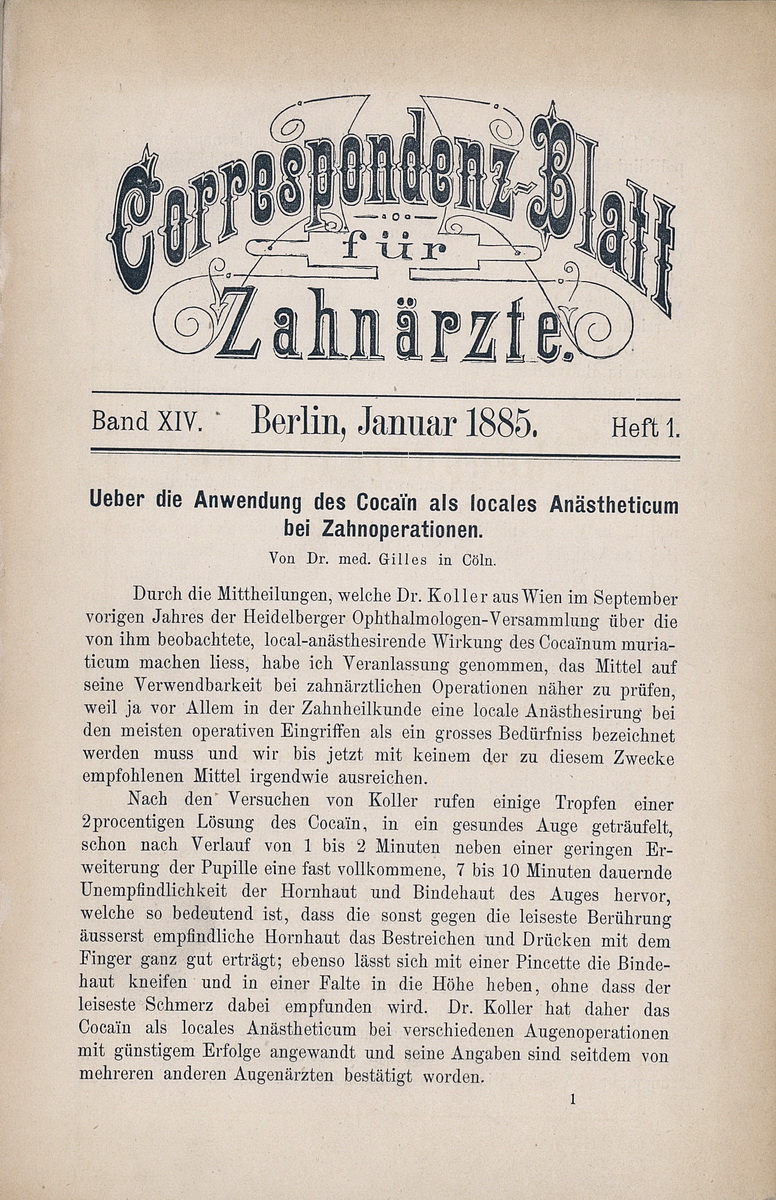 Correspondenz-Blatt
für
Zahnärzte.
Band XIV. Berlin, Januar 1885. Heft 1.
Ueber die Anwendung des Cocaïn als locales Anästheticum
bei Zahnoperationen.
Von Dr. med. Gilles in Cöln.
Durch die Mittheilungen, welche Dr. Koller aus Wien im September
vorigen Jahres der Heidelberger Ophthalmologen-Versammlung über die
von ihm beobachtete, local-anästhesirende Wirkung des Cocaïnum muria-
ticum machen liess, habe ich Veranlassung genommen, das Mittel auf
seine Verwendbarkeit bei zahnärztlichen Operationen näher zu prüfen,
weil ja vor Allem in der Zahnheilkunde eine locale Anästhesirung bei
den meisten operativen Eingriffen als ein grosses Bedürfniss bezeichnet
werden muss und wir bis jetzt mit keinem der zu diesem Zwecke
empfohlenen Mittel irgendwie ausreichen.
Nach den Versuchen von Koller rufen einige Tropfen einer
2procentigen Lösung des Cocaïn, in ein gesundes Auge geträufelt,
schon nach Verlauf von 1 bis 2 Minuten neben einer geringen Er-
weiterung der Pupille eine fast vollkommene, 7 bis 10 Minuten dauernde
Unempfindlichkeit der Hornhaut und Bindehaut des Auges hervor,
welche so bedeutend ist, dass die sonst gegen die leiseste Berührung
äusserst empfindliche Hornhaut das Bestreichen und Drücken mit dem
Finger ganz gut erträgt; ebenso lässt sich mit einer Pincette die Binde-
haut kneifen und in einer Falte in die Höhe heben, ohne dass der
leiseste Schmerz dabei empfunden wird. Dr. Koller hat daher das
Cocaïn als locales Anästheticum bei verschiedenen Augenoperationen
mit günstigem Erfolge angewandt und seine Angaben sind seitdem von
mehreren anderen Augenärzten bestätigt worden.
1